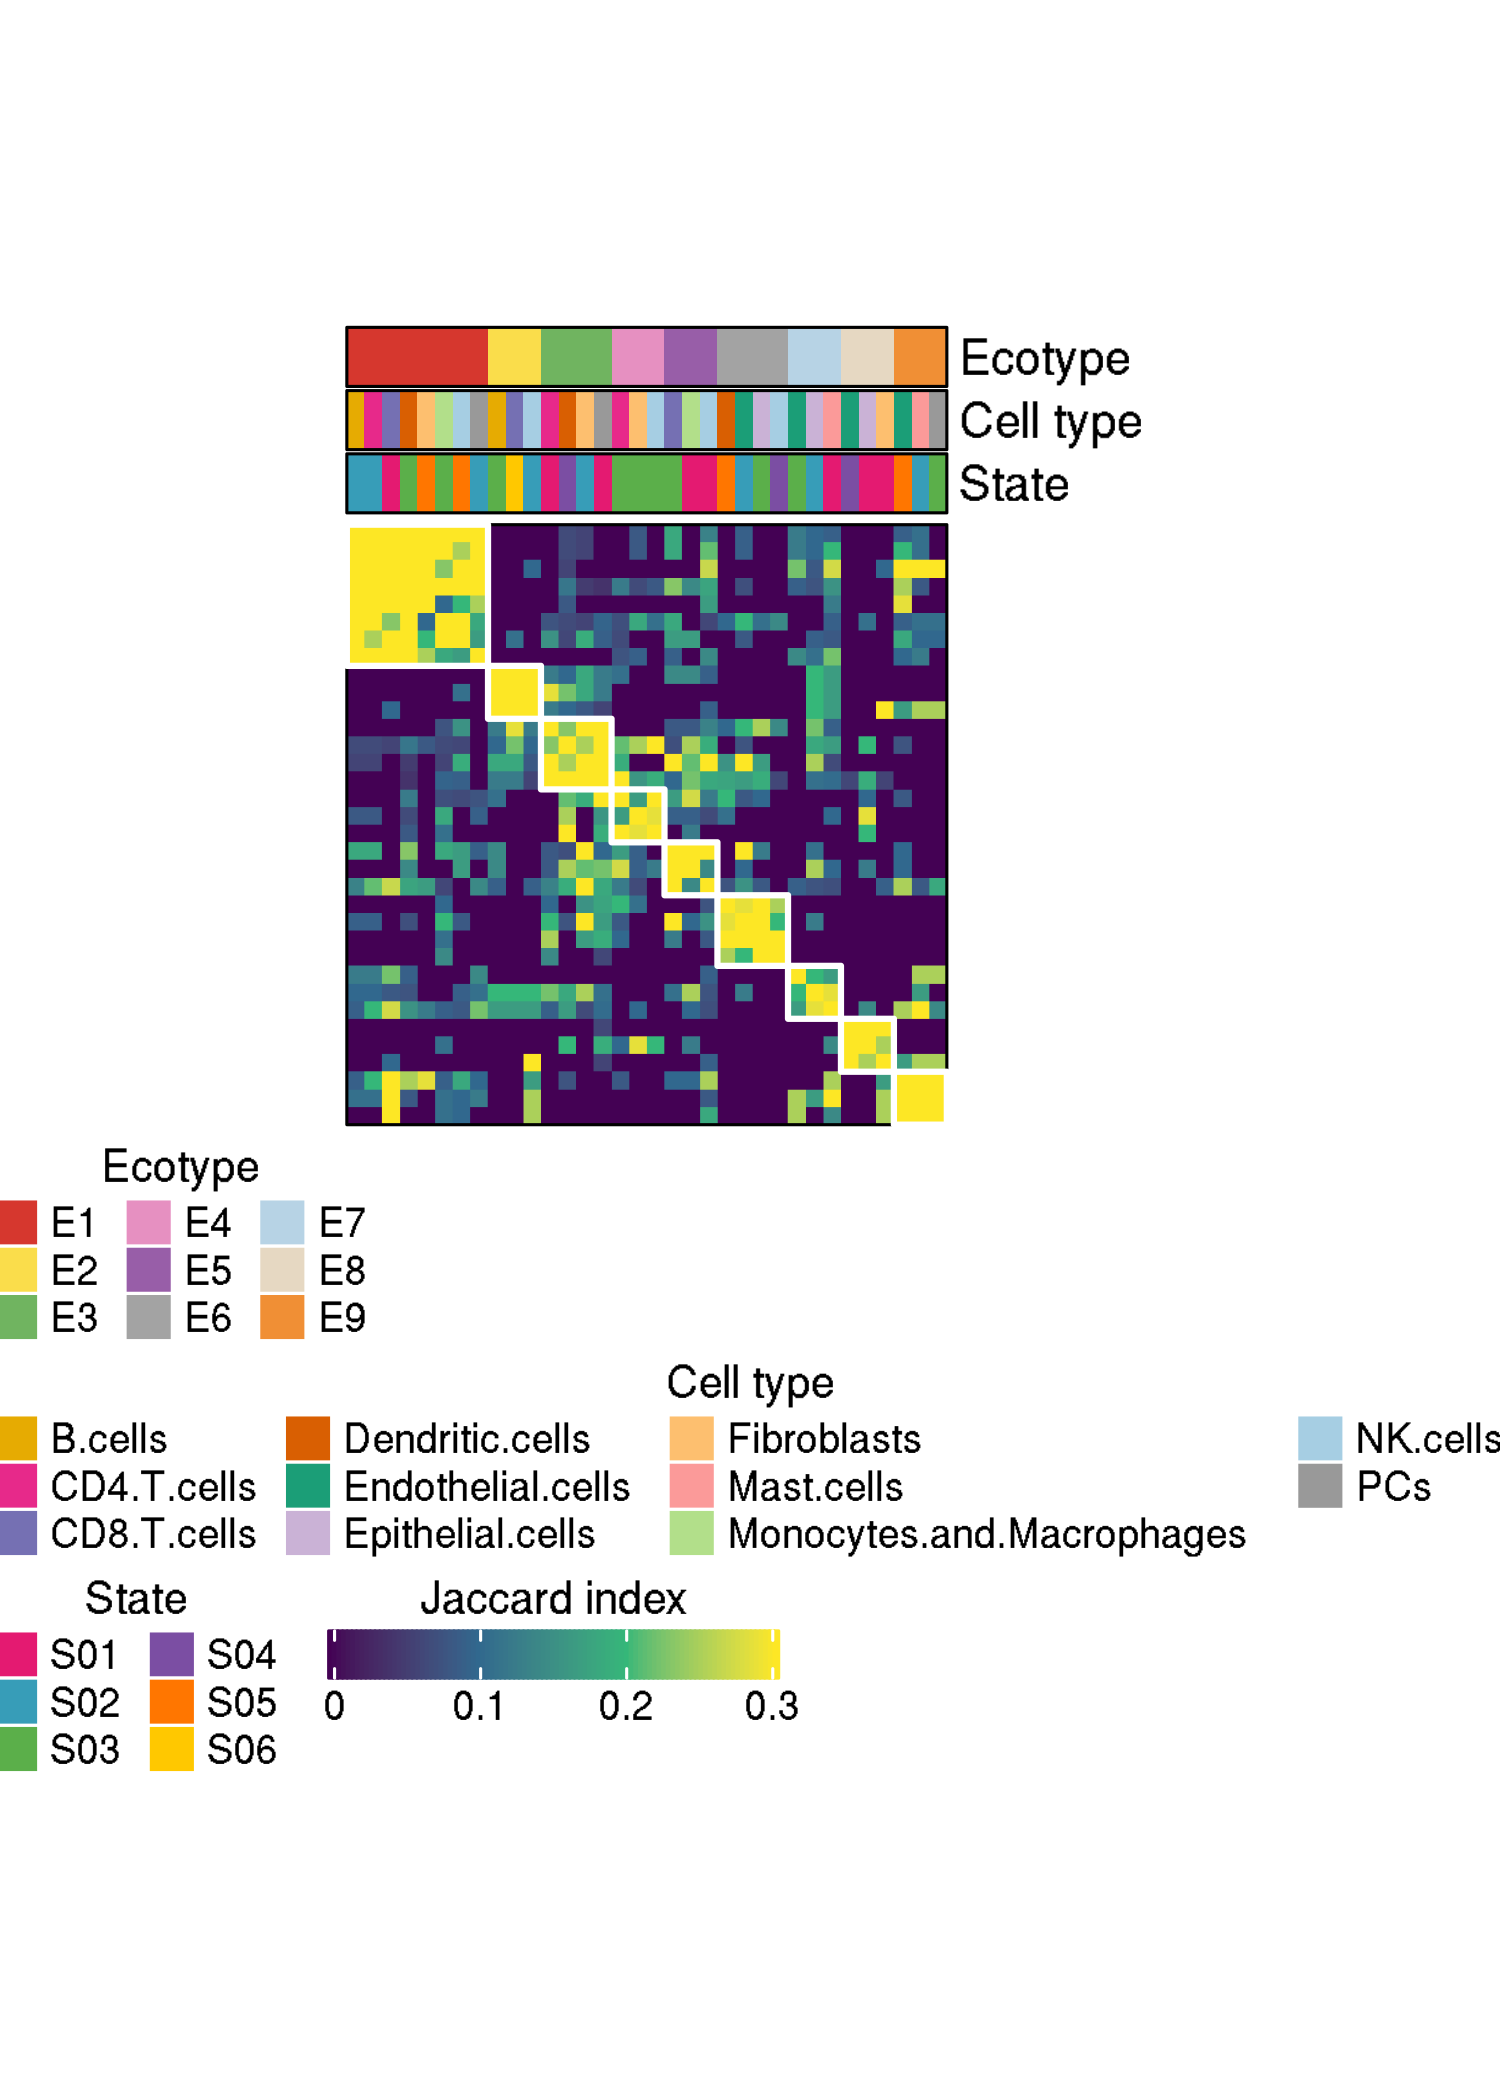 Ecotype
Cell type
State
Ecotype
E1 E4 E7
E2 E5 E8
E3 E6 E9
Cell type
B.cells Dendritic.cells Fibroblasts NK.cells
CD4.T.cells Endothelial.cells Mast.cells PCs
CD8.T.cells Epithelial.cells Monocytes.and.Macrophages
State Jaccard index
S01 S04
S02 S05 0 0.1 0.2 0.3
S03 S06